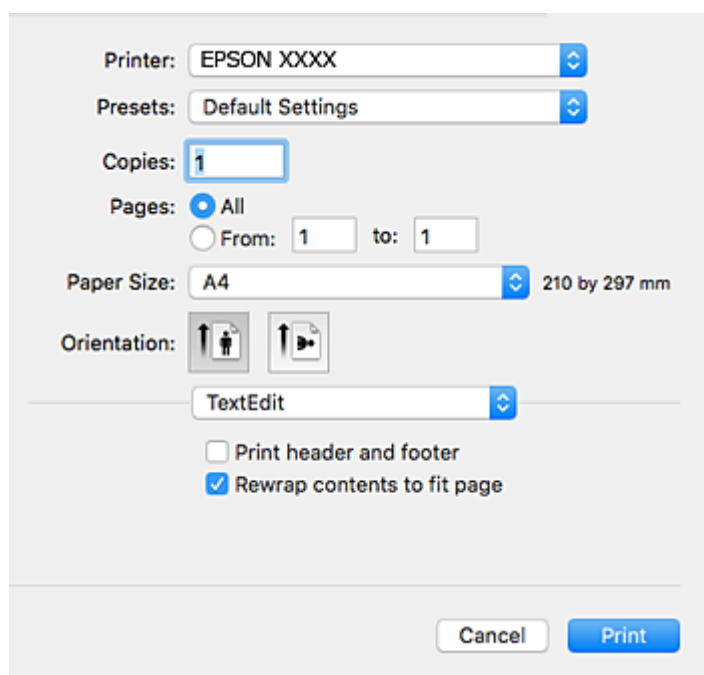 Printer: EPSON XXXX
Presets: Default Settings
Copies: 1
Pages: All
From: 1 to: 1
Paper Size: A4 210 by 297 mm
Orientation:
TextEdit
Print header and footer
Rewrap contents to fit page
Cancel Print